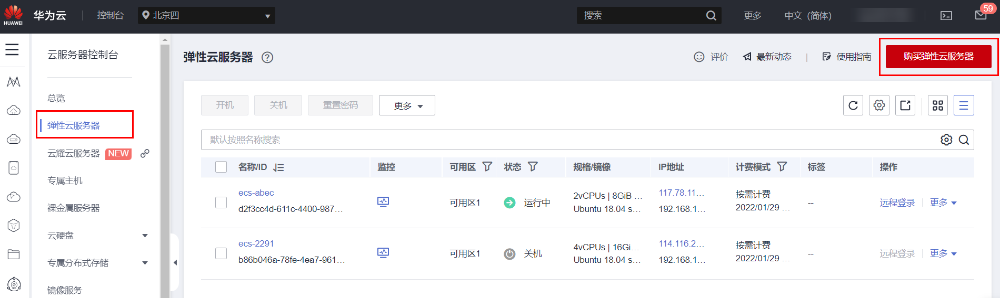 HUAWEI
华为云
控制台
北京四
搜索
更多
中文 (简体)
59
云服务器控制台
总览
弹性云服务器
云耀云服务器 NEW
专属主机
裸金属服务器
云硬盘
专属分布式存储
镜像服务
弹性云服务器 ?
评价
最新动态
使用指南
购买弹性云服务器
开机
关机
重置密码
更多
默认按照名称搜索
名称/ID 监控 可用区 状态 规格/镜像 IP地址 计费模式 标签 操作
ecs-abec
d2f3cc4d-611c-4400-987...
可用区1
运行中
2vCPUs | 8GiB ...
Ubuntu 18.04 s...
117.78.11...
192.168.1...
按需计费
2022/01/29 ...
--
远程登录
更多
ecs-2291
b86b046a-78fe-4ea7-961...
可用区1
关机
4vCPUs | 16Gi...
Ubuntu 18.04 s...
114.116.2...
192.168.1...
按需计费
2022/01/29 ...
--
远程登录
更多